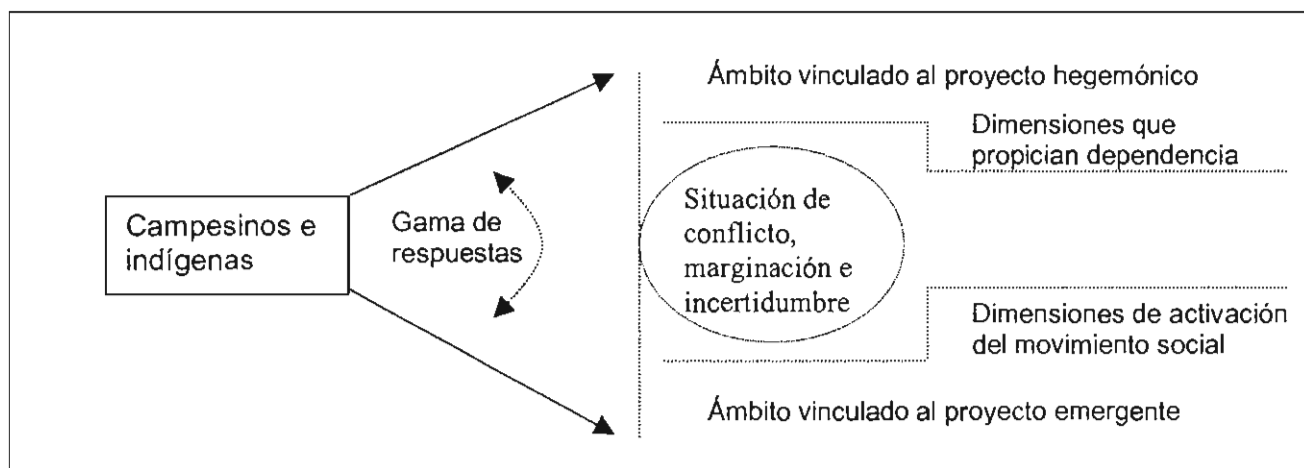 Ámbito vinculado al proyecto hegemónico
Dimensiones que
propician dependencia
Campesinos e
indígenas
Gama de
respuestas
Situación de
conflicto,
marginación e
incertidumbre
Dimensiones de activación
del movimiento social
Ámbito vinculado al proyecto emergente